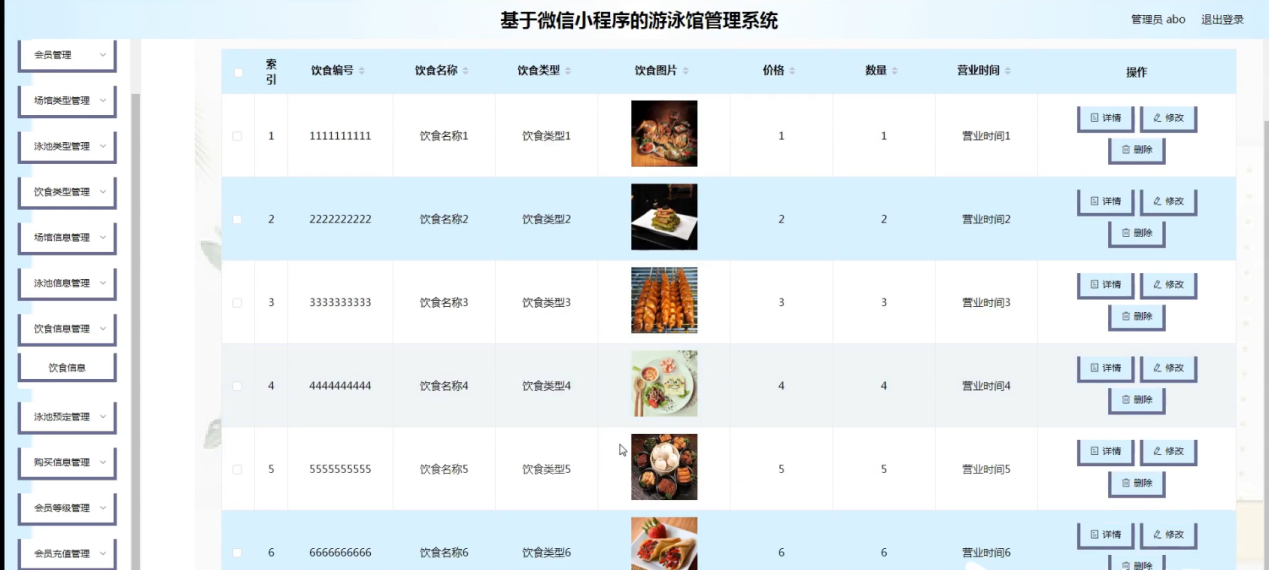 基于微信小程序的游泳馆管理系统
管理员 abo 退出登录
会员管理
场馆类型管理
泳池类型管理
饮食类型管理
场馆信息管理
泳池信息管理
饮食信息管理
饮食信息
泳池预定管理
购买信息管理
会员等级管理
会员充值管理
索引 饮食编号 饮食名称 饮食类型 饮食图片 价格 数量 营业时间 操作
1 1111111111 饮食名称1 饮食类型1 1 1 营业时间1 详情 修改
删除
2 2222222222 饮食名称2 饮食类型2 2 2 营业时间2 详情 修改
删除
3 3333333333 饮食名称3 饮食类型3 3 3 营业时间3 详情 修改
删除
4 4444444444 饮食名称4 饮食类型4 4 4 营业时间4 详情 修改
删除
5 5555555555 饮食名称5 饮食类型5 5 5 营业时间5 详情 修改
删除
6 6666666666 饮食名称6 饮食类型6 6 6 营业时间6 详情 修改
删除